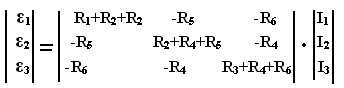 | ε₁ | | R₁+R₂+R₂ -R₅ -R₆ | | I₁ |
| ε₂ | = | -R₅ R₂+R₄+R₅ -R₄ | · | I₂ |
| ε₃ | | -R₆ -R₄ R₃+R₄+R₆ | | I₃ |